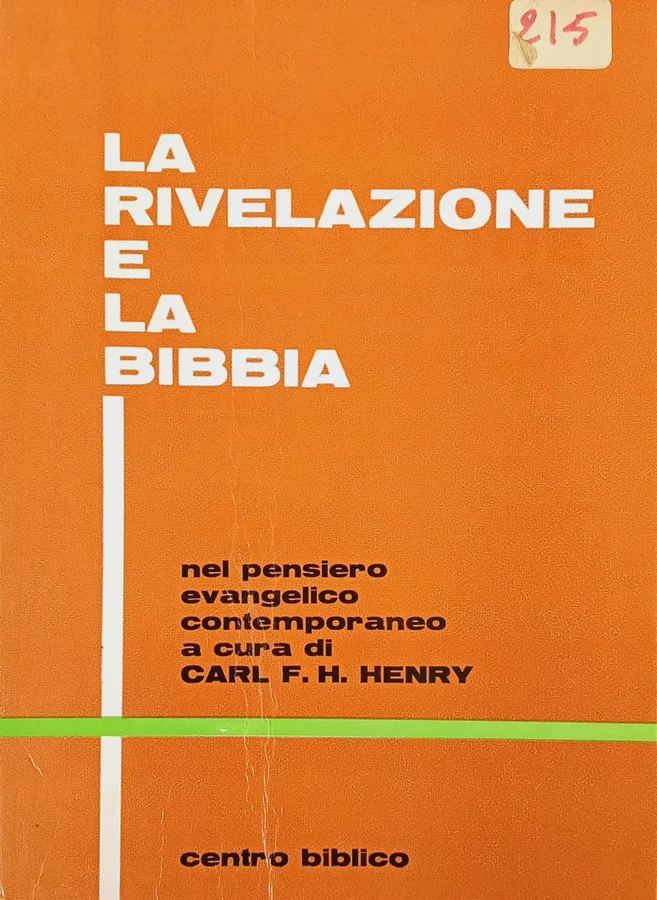 215
LA
RIVELAZIONE
E
LA
BIBBIA
nel pensiero
evangelico
contemporaneo
a cura di
CARL F. H. HENRY
centro biblico